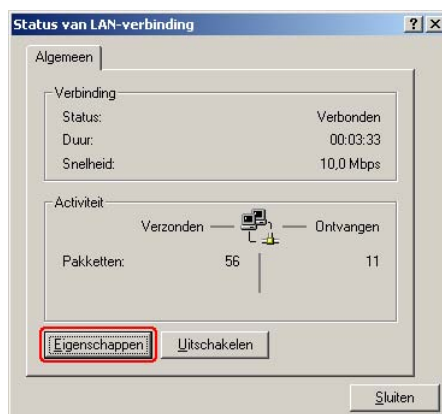 Status van LAN-verbinding
Algemeen
Verbinding
Status: Verbonden
Duur: 00:03:33
Snelheid: 10,0 Mbps
Activiteit
Verzonden Ontvangen
Pakketten: 56 11
Eigenschappen Uitschakelen
Sluiten